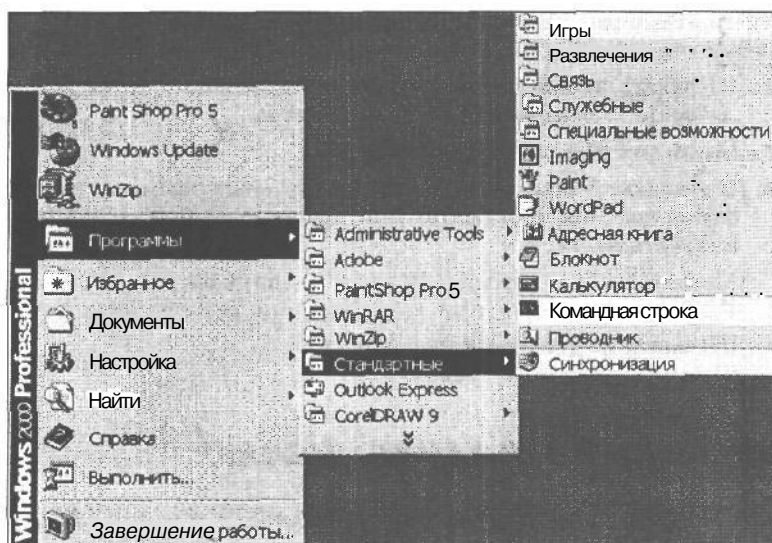 Windows 2000 Professional
Paint Shop Pro 5
Windows Update
WinZip
Программы
Избранное
Документы
Настройка
Найти
Справка
Выполнить...
Завершение работы...
Administrative Tools
Adobe
PaintShop Pro 5
WinRAR
WinZip
Стандартные
Outlook Express
CorelDRAW 9
Игры
Развлечения
Связь
Служебные
Специальные возможности
Imaging
Paint
WordPad
Адресная книга
Блокнот
Калькулятор
Командная строка
Проводник
Синхронизация